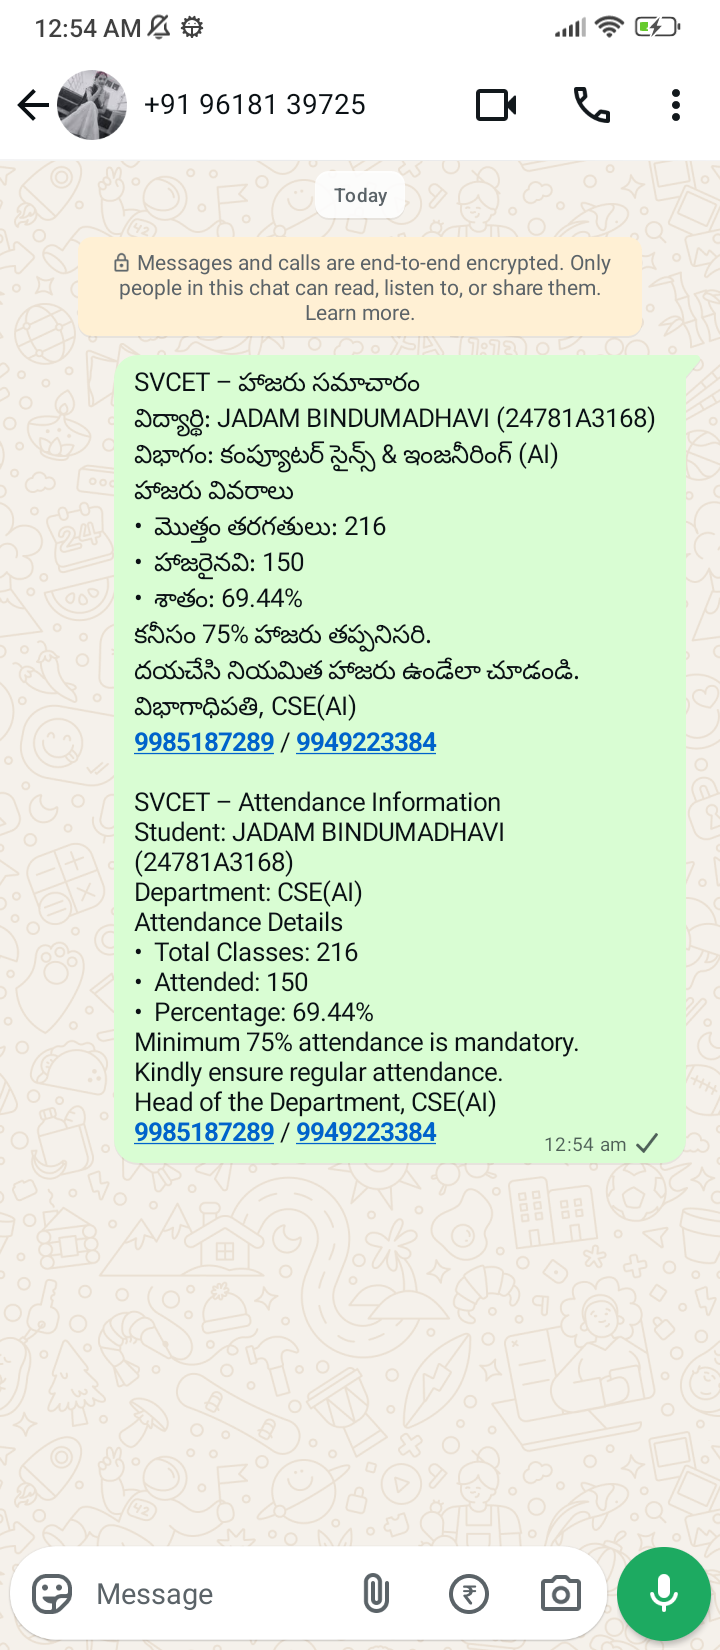 12:54 AM
+91 96181 39725
Today
Messages and calls are end-to-end encrypted. Only
people in this chat can read, listen to, or share them.
Learn more.
SVCET – హాజరు సమాచారం
విద్యార్థి: JADAM BINDUMADHAVI (24781A3168)
విభాగం: కంప్యూటర్ సైన్స్ & ఇంజనీరింగ్ (AI)
హాజరు వివరాలు
• మొత్తం తరగతులు: 216
• హాజరైనవి: 150
• శాతం: 69.44%
కనీసం 75% హాజరు తప్పనిసరి.
దయచేసి నియమిత హాజరు ఉండేలా చూడండి.
విభాగాధిపతి, CSE(AI)
9985187289 / 9949223384
SVCET – Attendance Information
Student: JADAM BINDUMADHAVI
(24781A3168)
Department: CSE(AI)
Attendance Details
• Total Classes: 216
• Attended: 150
• Percentage: 69.44%
Minimum 75% attendance is mandatory.
Kindly ensure regular attendance.
Head of the Department, CSE(AI)
9985187289 / 9949223384
12:54 am
Message